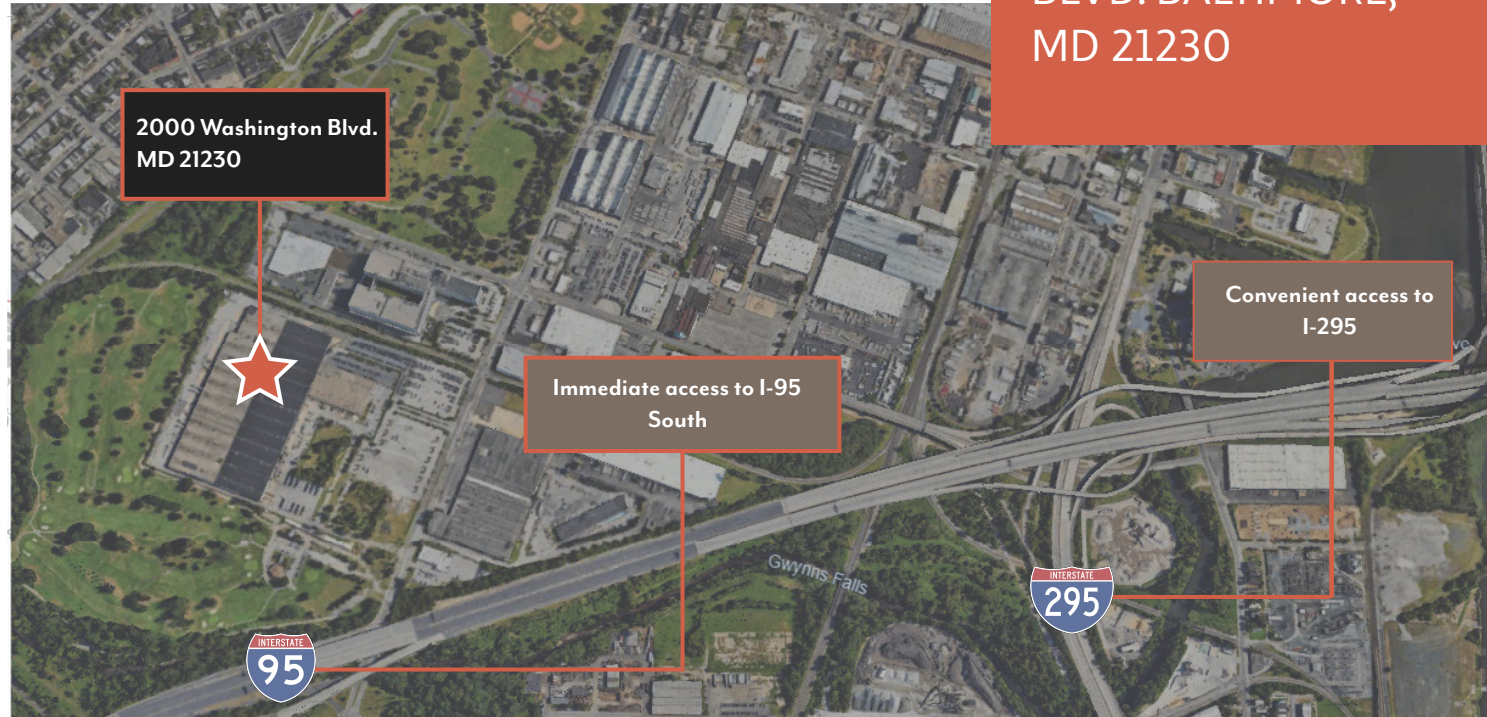 MD 21230
2000 Washington Blvd.
MD 21230
Convenient access to
I-295
Immediate access to I-95
South
Gwynns Falls
INTERSTATE
295
INTERSTATE
95